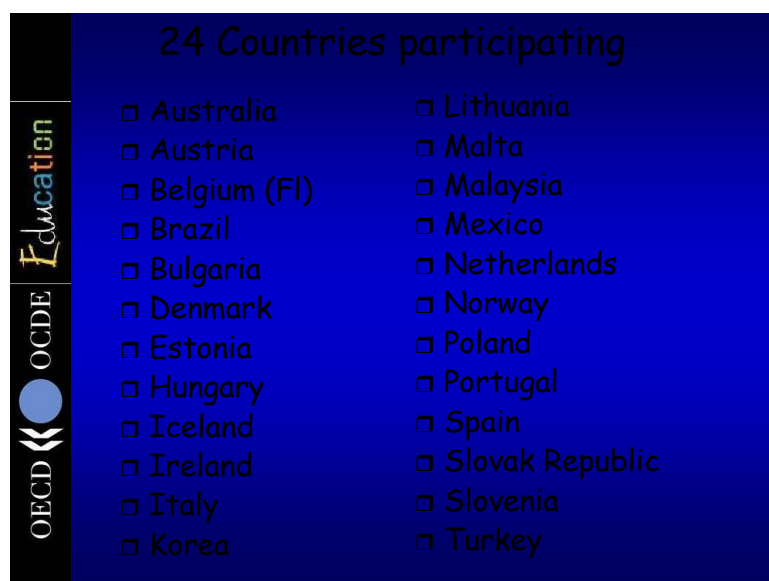 24 Countries participating
Australia
Austria
Belgium (Fl)
Brazil
Bulgaria
Denmark
Estonia
Hungary
Iceland
Ireland
Italy
Korea
Lithuania
Malta
Malaysia
Mexico
Netherlands
Norway
Poland
Portugal
Spain
Slovak Republic
Slovenia
Turkey
Education
OECD OCDE